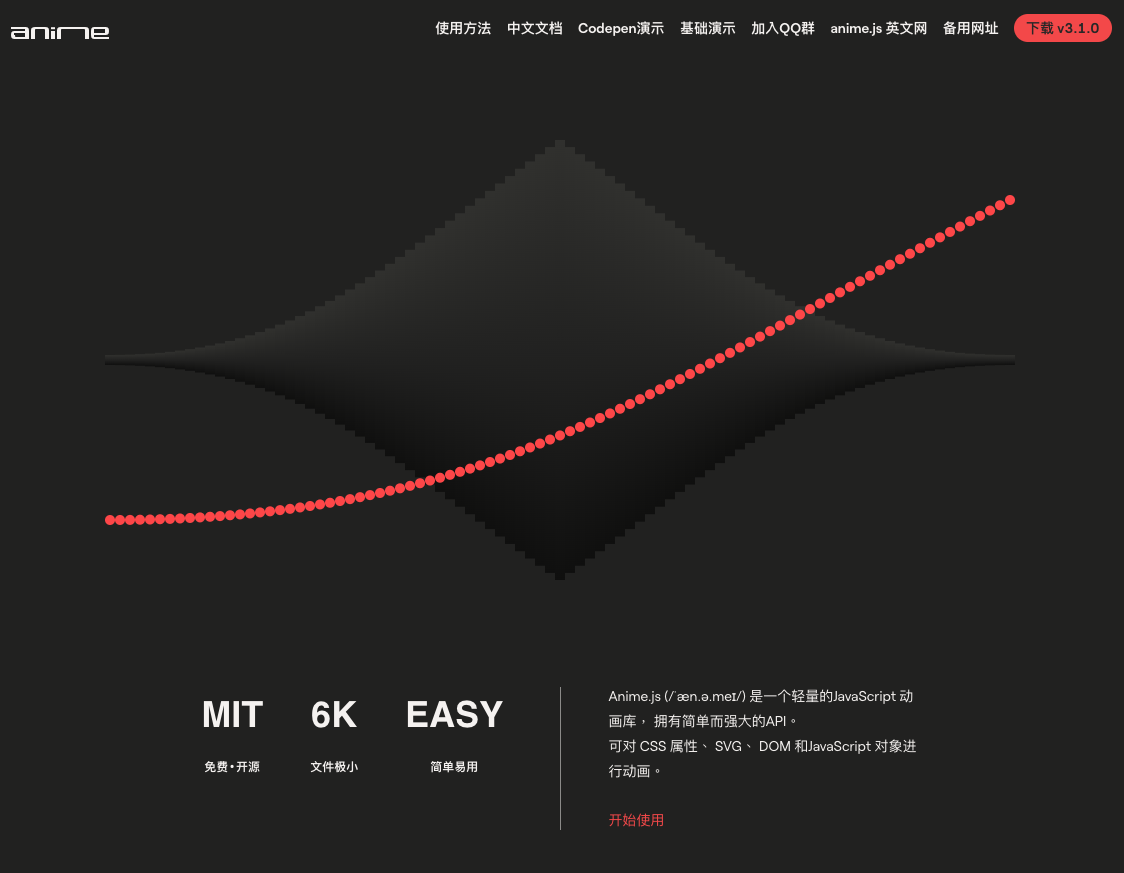 anime
使用方法 中文文档 Codepen演示 基础演示 加入QQ群 anime.js 英文网 备用网址 下载 v3.1.0
MIT 6K EASY
免费•开源 文件极小 简单易用
Anime.js (/ˈæn.ə.meɪ/) 是一个轻量的JavaScript 动
画库， 拥有简单而强大的API。
可对 CSS 属性、 SVG、 DOM 和JavaScript 对象进
行动画。
开始使用